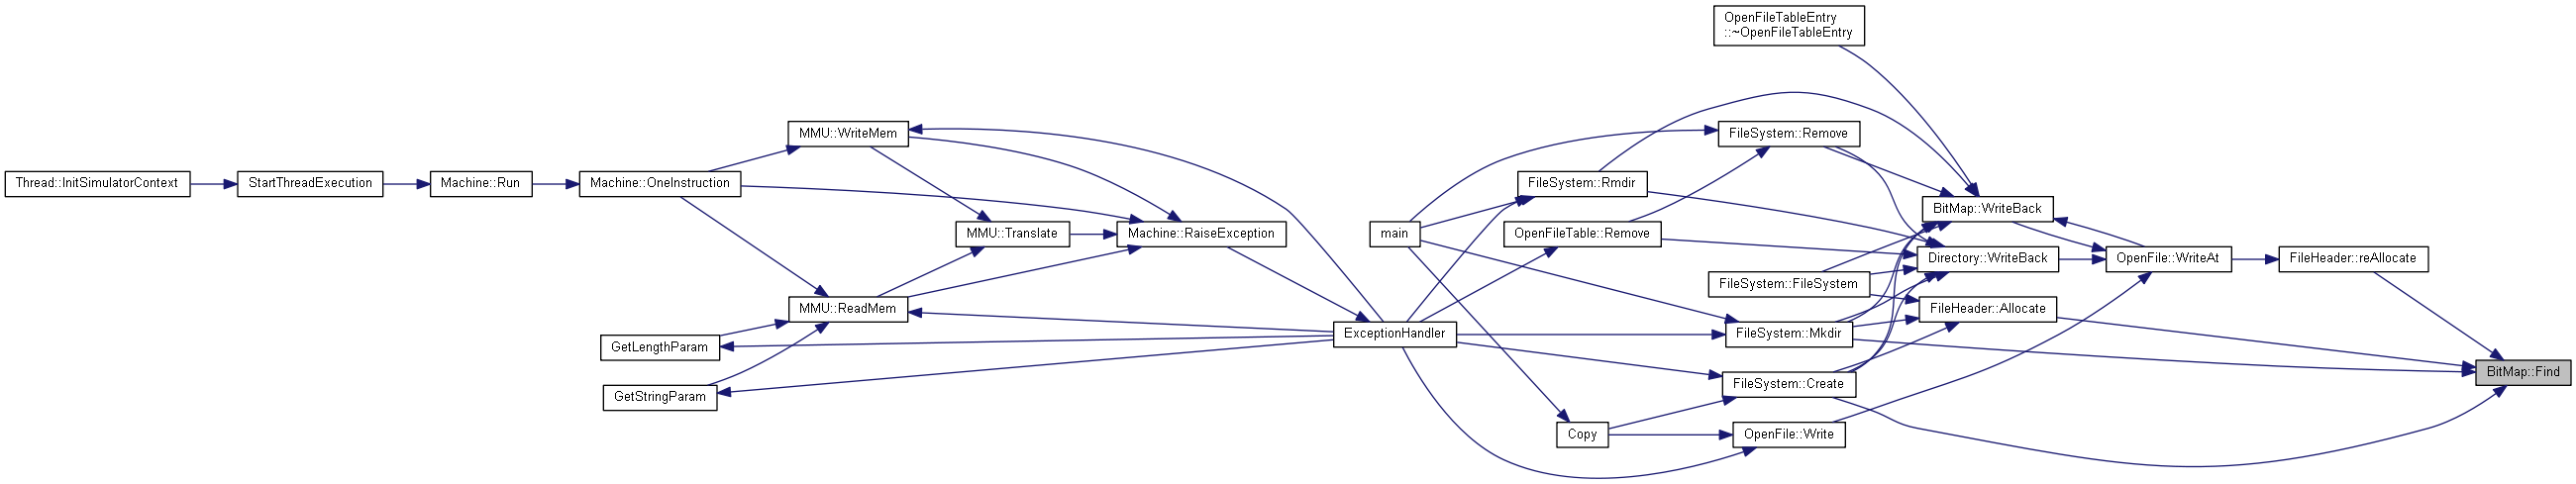 OpenFileTableEntry
::~OpenFileTableEntry
MMU::WriteMem
FileSystem::Remove
Thread::InitSimulatorContext
StartThreadExecution
Machine::Run
Machine::OneInstruction
FileSystem::Rmdir
BitMap::WriteBack
MMU::Translate
Machine::RaiseException
main
OpenFileTable::Remove
Directory::WriteBack
OpenFile::WriteAt
FileHeader::reAllocate
FileSystem::FileSystem
MMU::ReadMem
FileHeader::Allocate
GetLengthParam
ExceptionHandler
FileSystem::Mkdir
BitMap::Find
GetStringParam
FileSystem::Create
Copy
OpenFile::Write